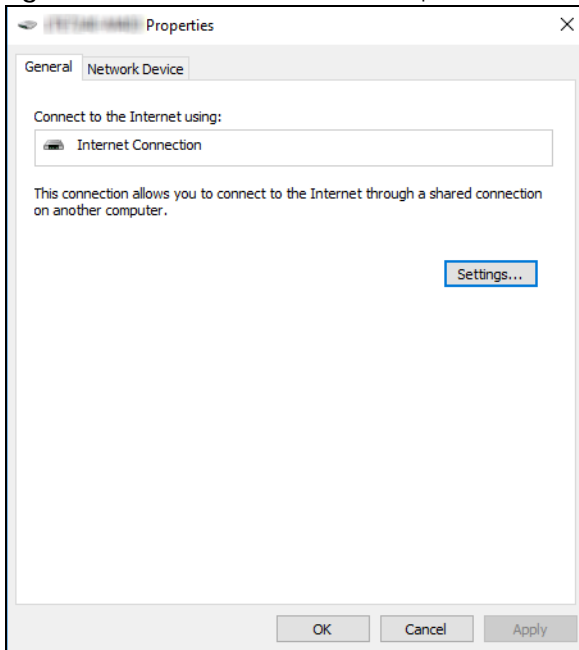 Properties
General
Network Device
Connect to the Internet using:
Internet Connection
This connection allows you to connect to the Internet through a shared connection
on another computer.
Settings...
OK
Cancel
Apply